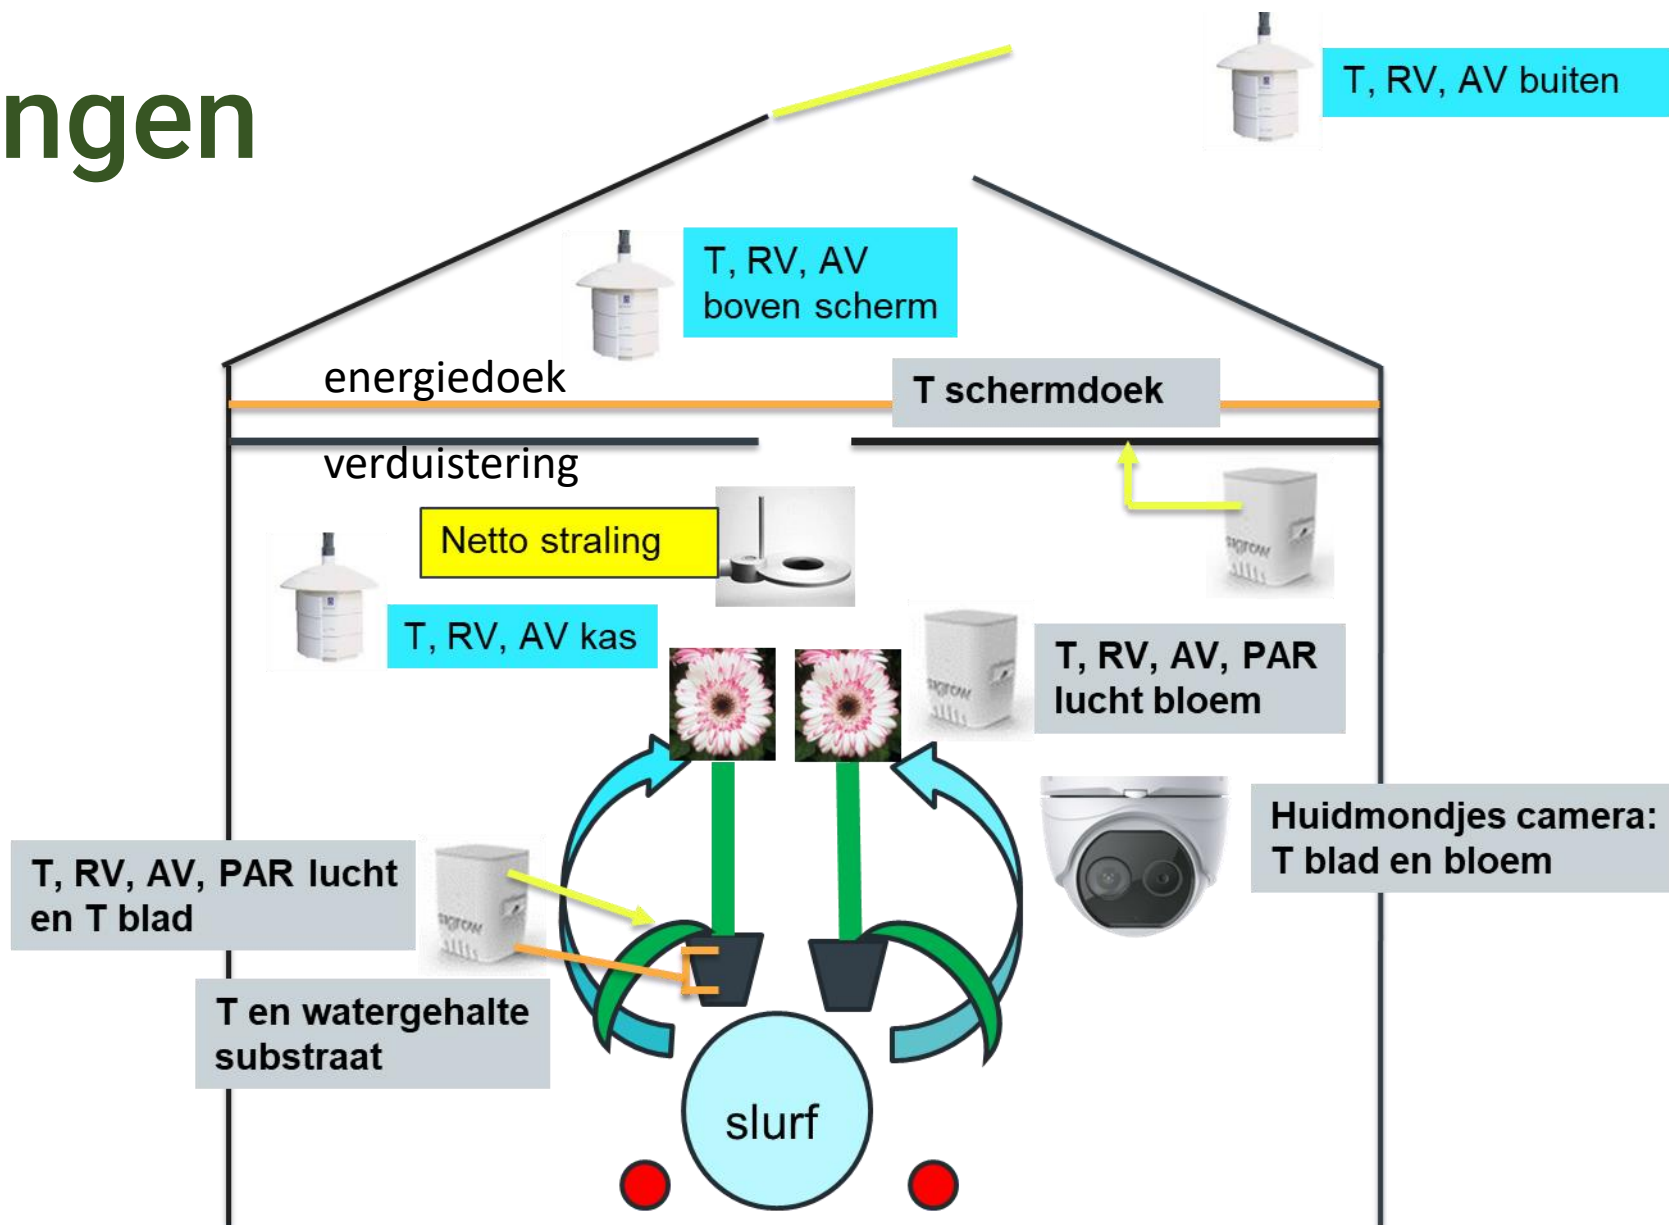 ngen
T, RV, AV buiten
T, RV, AV
boven scherm
energiedoek
T schermdoek
verduistering
Netto straling
T, RV, AV kas
T, RV, AV, PAR
lucht bloem
Huidmondjes camera:
T blad en bloem
T, RV, AV, PAR lucht
en T blad
T en watergehalte
substraat
slurf